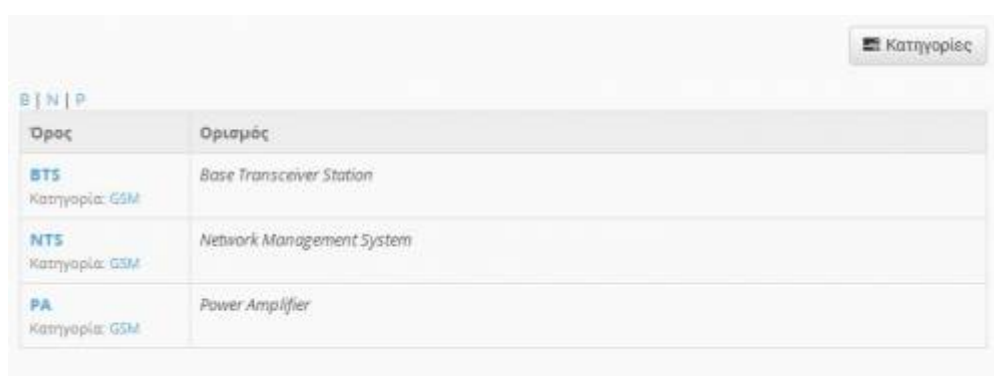 Κατηγορίες
B | N | P
Όρος Ορισμός
BTS Base Transceiver Station
Κατηγορία: GSM
NTS Network Management System
Κατηγορία: GSM
PA Power Amplifier
Κατηγορία: GSM